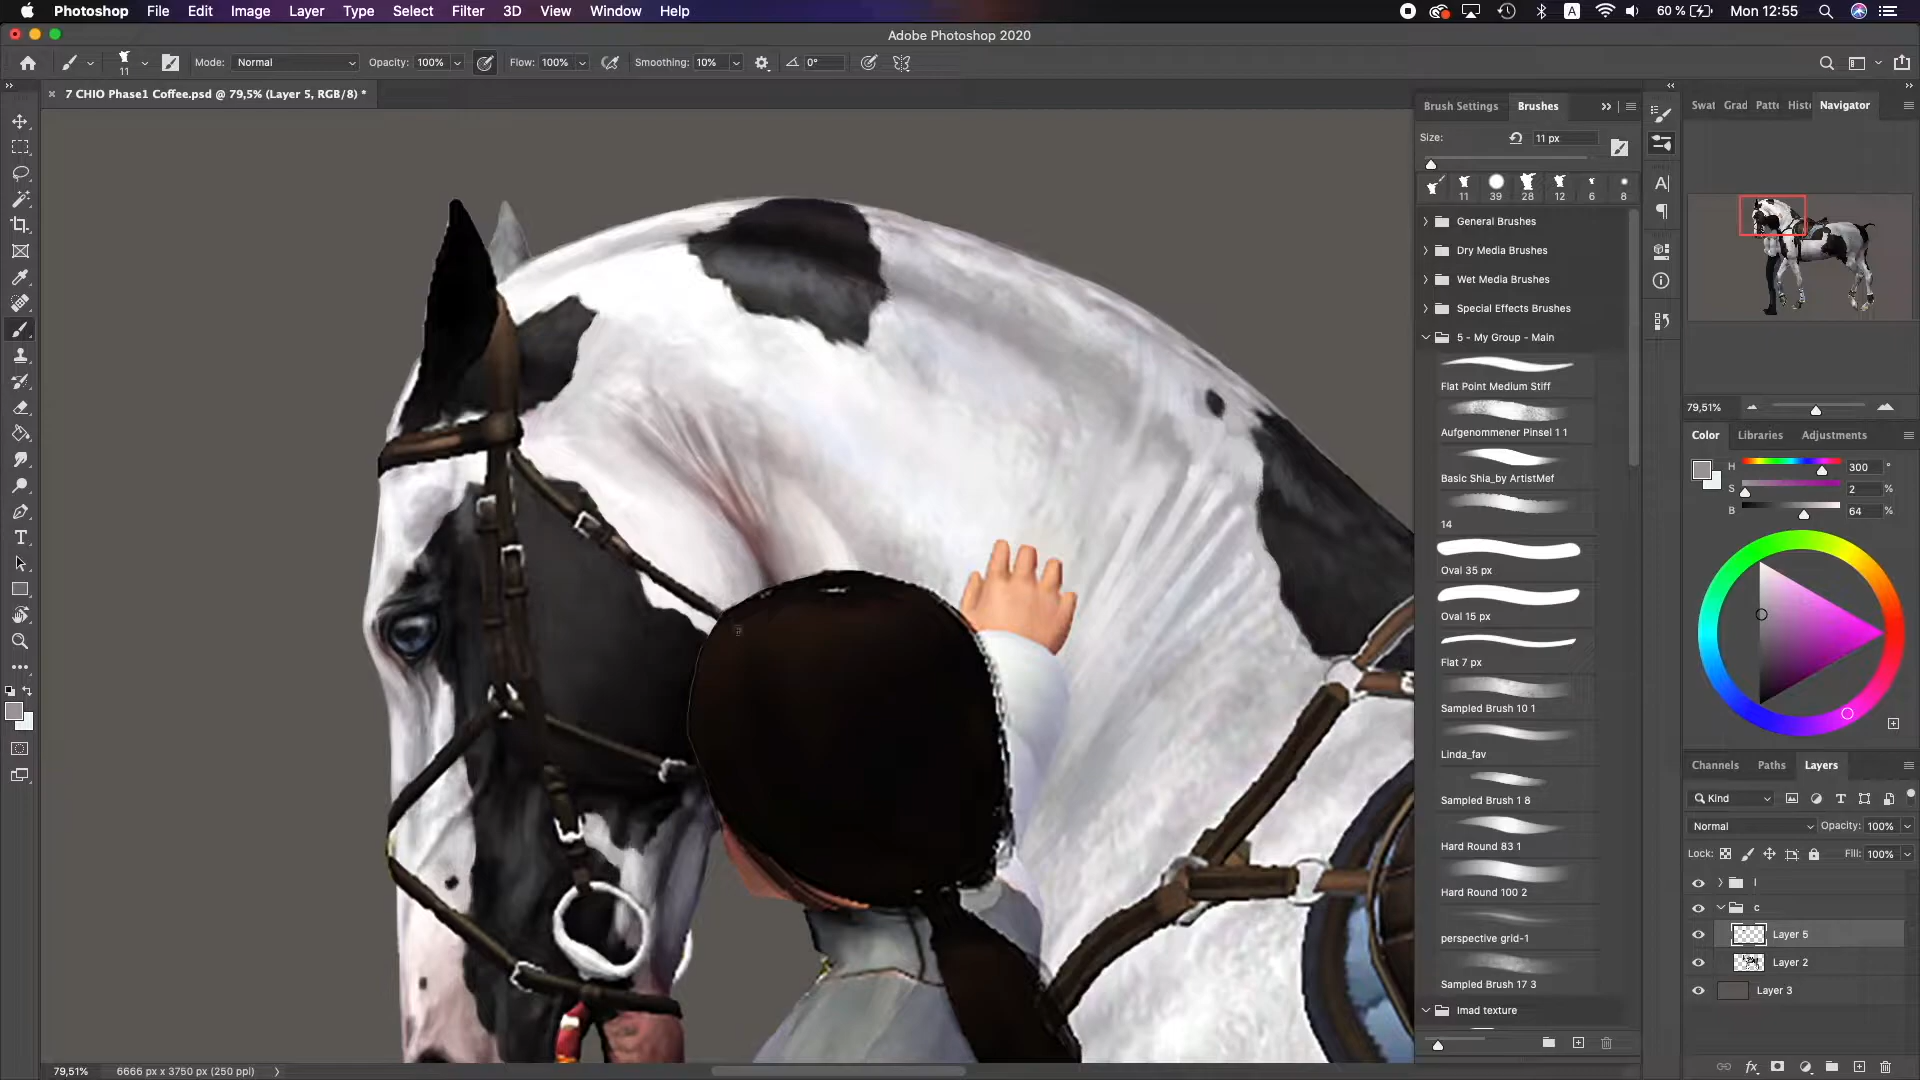 Photoshop File Edit Image Layer Type Select Filter 3D View Window Help A 60 % Mon 12:55
Adobe Photoshop 2020
11 Mode: Normal Opacity: 100% Flow: 100% Smoothing: 10% 0°
7 CHIO Phase1 Coffee.psd @ 79,5% (Layer 5, RGB/8) *
Brush Settings Brushes
Size: 11 px
11 39 28 12 6 8
General Brushes
Dry Media Brushes
Wet Media Brushes
Special Effects Brushes
5 - My Group - Main
Flat Point Medium Stiff
Aufgenommener Pinsel 1 1
Basic Shia_by ArtistMef
14
Oval 35 px
Oval 15 px
Flat 7 px
Sampled Brush 10 1
Linda_fav
Sampled Brush 1 8
Hard Round 83 1
Hard Round 100 2
perspective grid-1
Sampled Brush 17 3
Imad texture
Swat Grad Patte Histo Navigator
79,51%
Color Libraries Adjustments
H 300 °
S 2 %
B 64 %
Channels Paths Layers
Kind
Normal Opacity: 100%
Lock: Fill: 100%
l
c
Layer 5
Layer 2
Layer 3
fx
79,51% 6666 px x 3750 px (250 ppi)